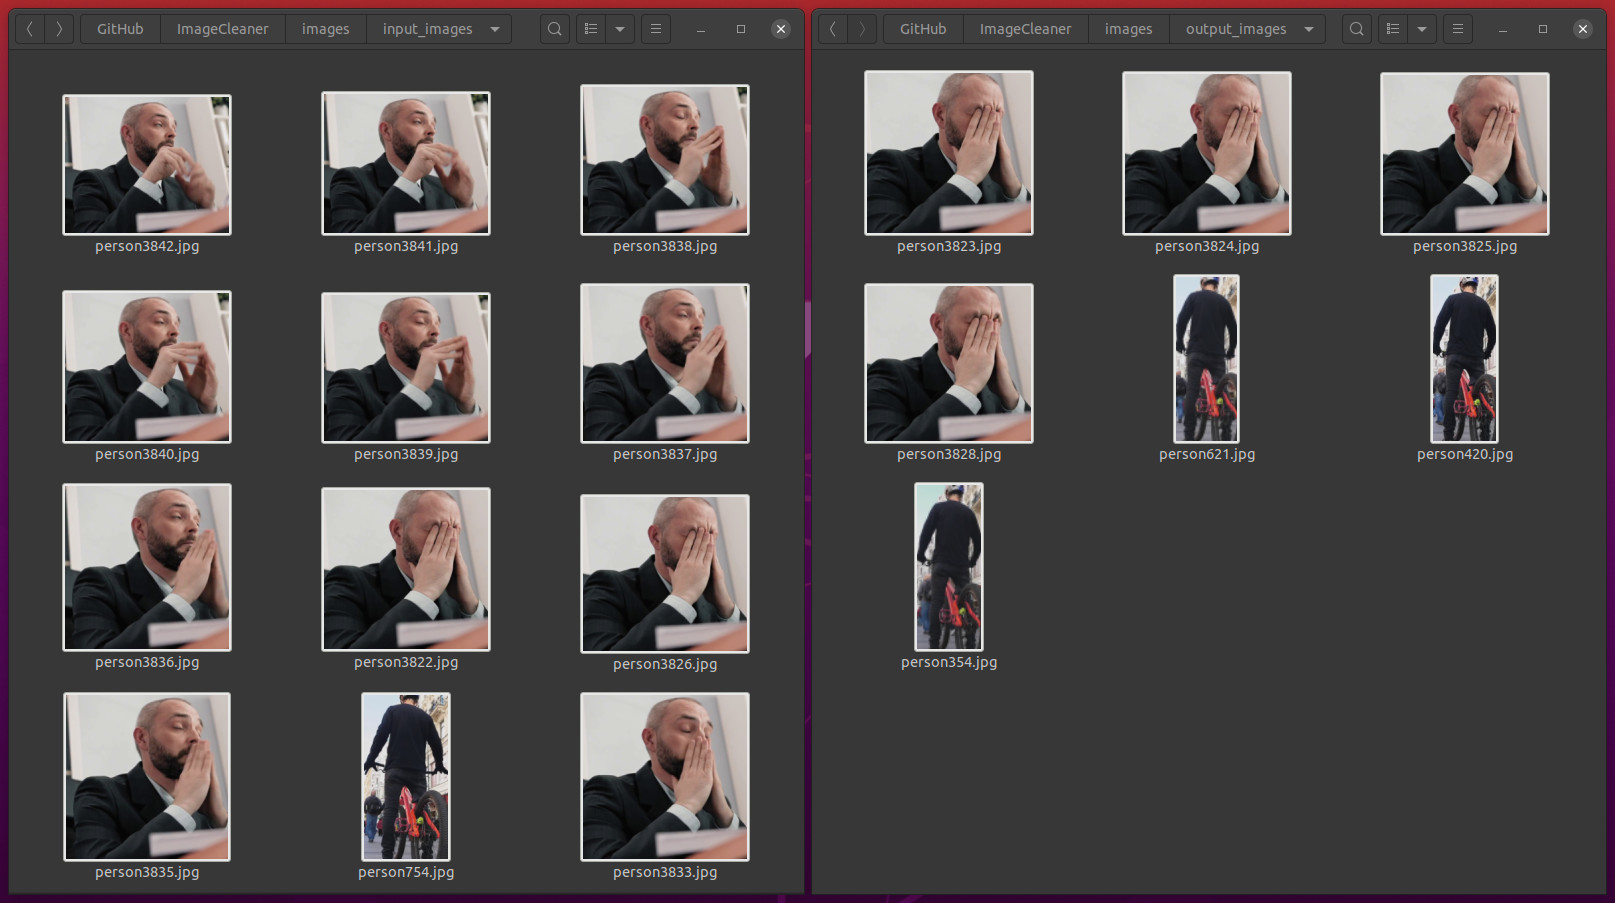 GitHub ImageCleaner images input_images
person3842.jpg person3841.jpg person3838.jpg
person3840.jpg person3839.jpg person3837.jpg
person3836.jpg person3822.jpg person3826.jpg
person3835.jpg person754.jpg person3833.jpg
GitHub ImageCleaner images output_images
person3823.jpg person3824.jpg person3825.jpg
person3828.jpg person621.jpg person420.jpg
person354.jpg